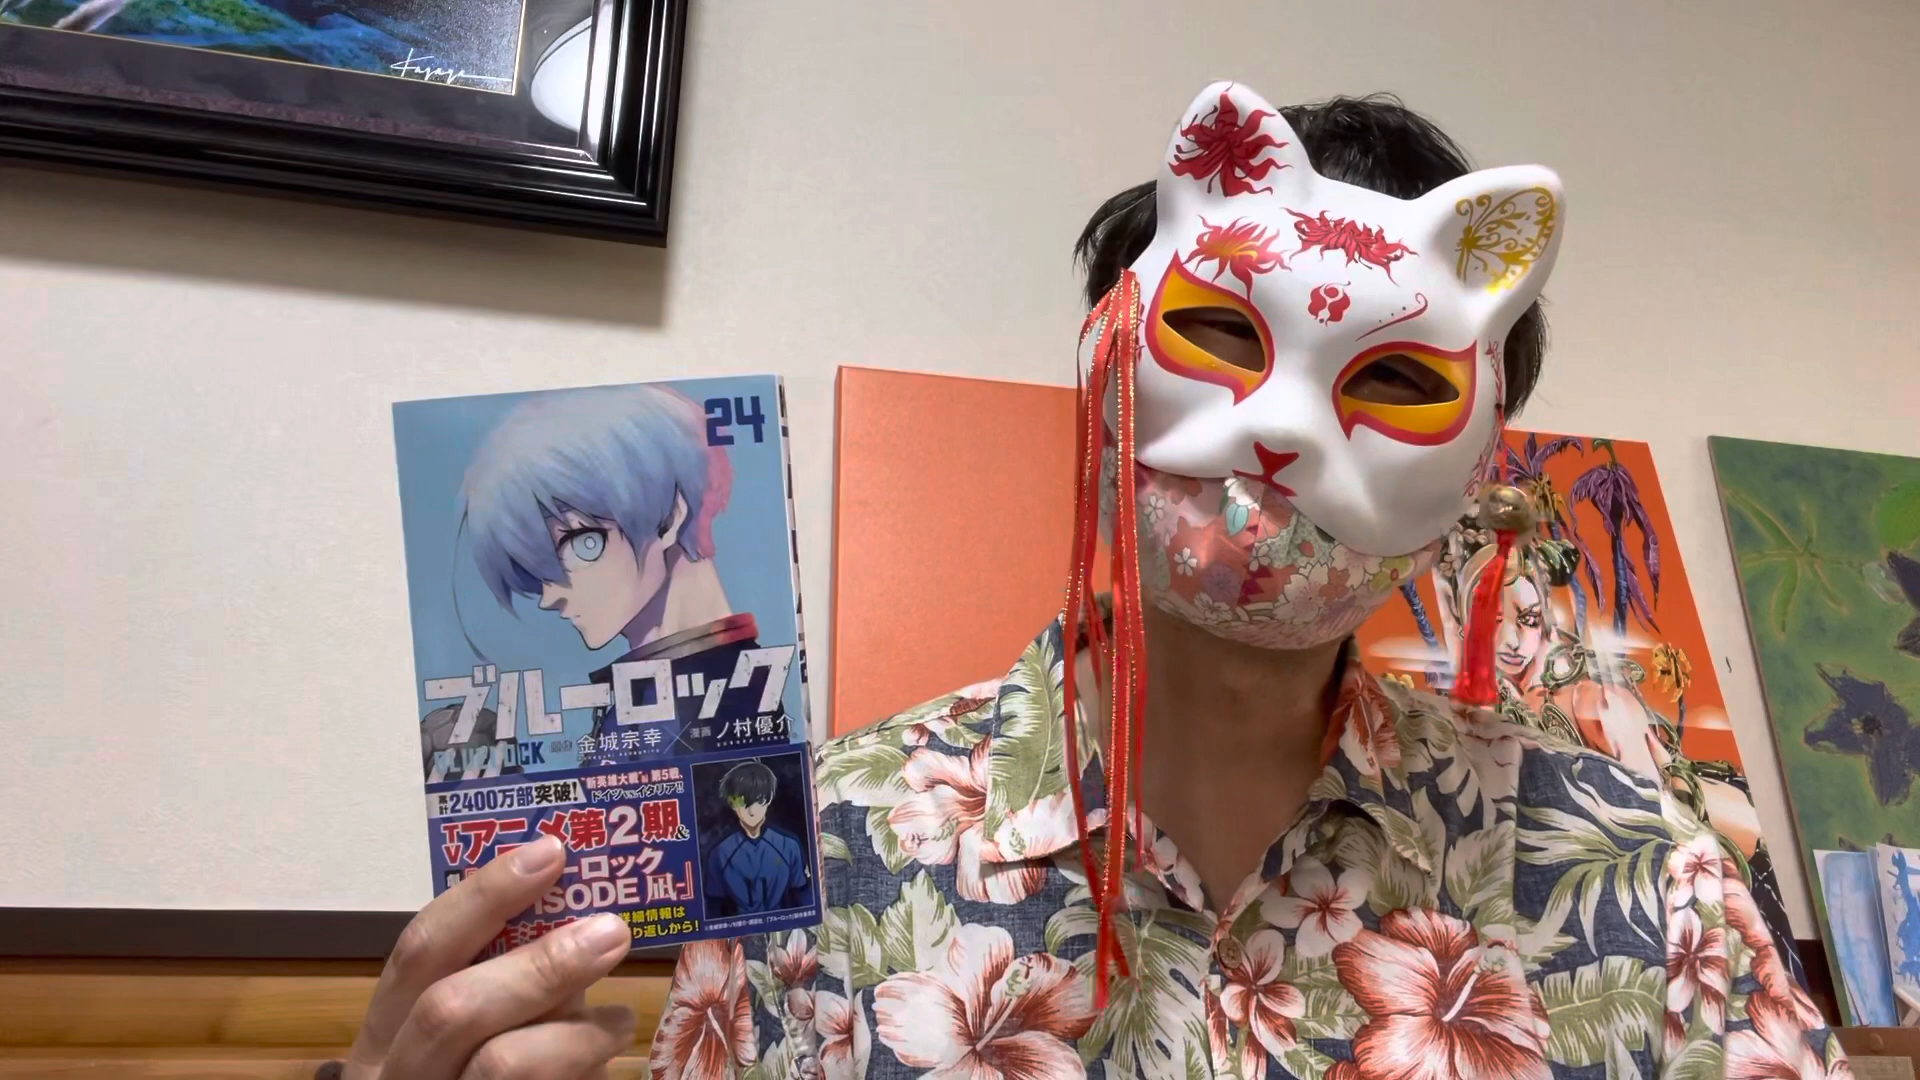 Kagaya
24
ブルーロック
BLUELOCK
原作 金城宗幸 × 漫画 ノ村優介
累計2400万部突破!
"新英雄大戦"編 第5戦、
ドイツvs.イタリア!!
TVアニメ第2期&
ーロック
ISODE 凪-』
詳細情報は
り返しから!